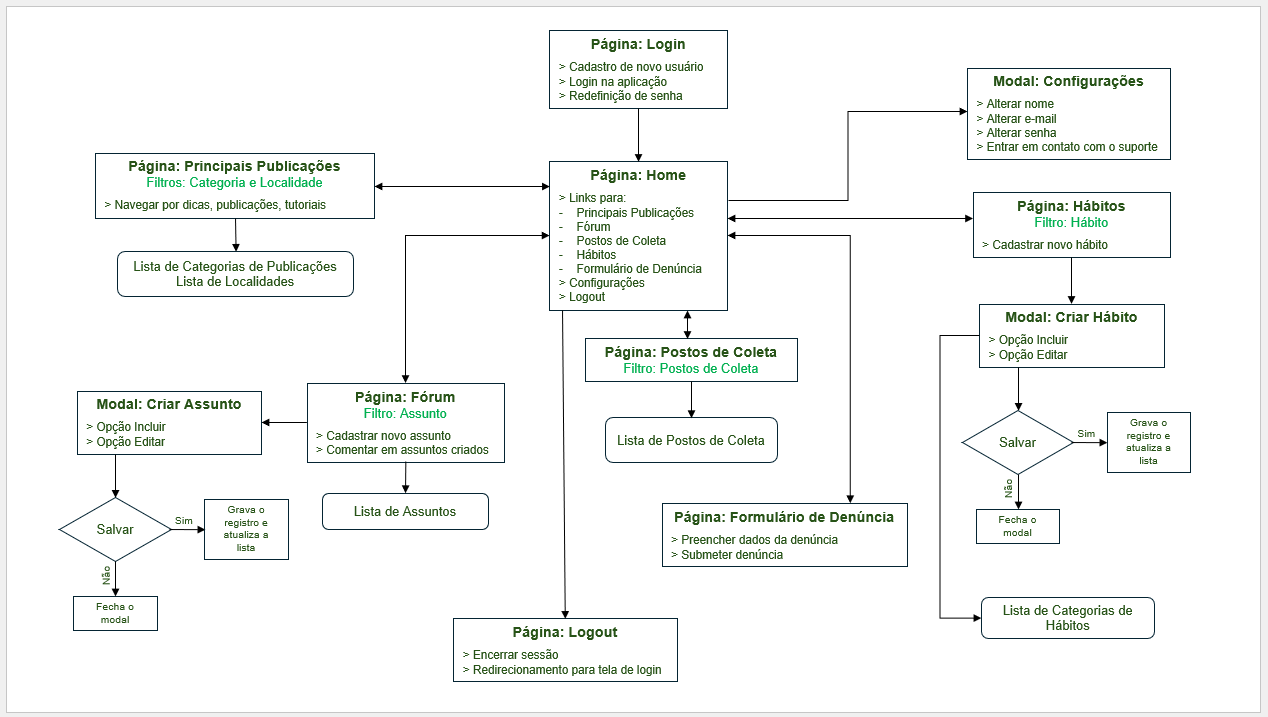 Página: Login
> Cadastro de novo usuário
> Login na aplicação
> Redefinição de senha
Modal: Configurações
> Alterar nome
> Alterar e-mail
> Alterar senha
> Entrar em contato com o suporte
Página: Principais Publicações
Filtros: Categoria e Localidade
> Navegar por dicas, publicações, tutoriais
Lista de Categorias de Publicações
Lista de Localidades
Página: Home
> Links para:
- Principais Publicações
- Fórum
- Postos de Coleta
- Hábitos
- Formulário de Denúncia
> Configurações
> Logout
Página: Hábitos
Filtro: Hábito
> Cadastrar novo hábito
Modal: Criar Hábito
> Opção Incluir
> Opção Editar
Página: Postos de Coleta
Filtro: Postos de Coleta
Lista de Postos de Coleta
Página: Fórum
Filtro: Assunto
> Cadastrar novo assunto
> Comentar em assuntos criados
Lista de Assuntos
Modal: Criar Assunto
> Opção Incluir
> Opção Editar
Salvar
Sim
Grava o
registro e
atualiza a
lista
Não
Fecha o
modal
Salvar
Sim
Grava o
registro e
atualiza a
lista
Não
Fecha o
modal
Página: Formulário de Denúncia
> Preencher dados da denúncia
> Submeter denúncia
Lista de Categorias de
Hábitos
Página: Logout
> Encerrar sessão
> Redirecionamento para tela de login